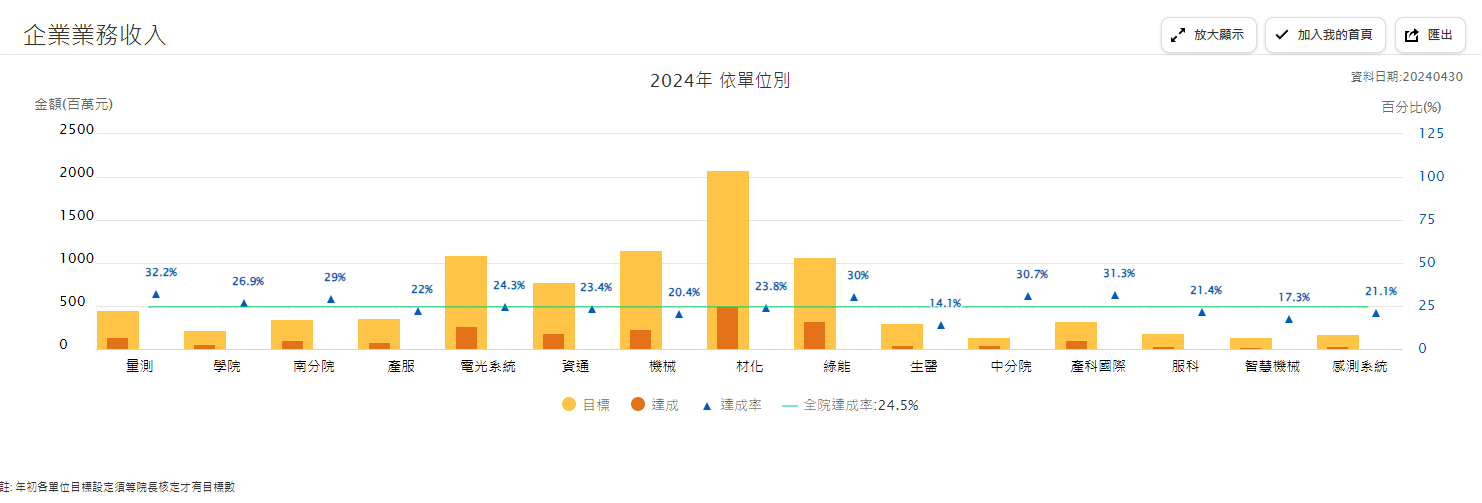 企業業務收入
放大顯示
加入我的首頁
匯出
2024年 依單位別
資料日期:20240430
金額(百萬元)
百分比(%)
2500
2000
1500
1000
500
0
125
100
75
50
25
0
32.2%
26.9%
29%
22%
24.3%
23.4%
20.4%
23.8%
30%
14.1%
30.7%
31.3%
21.4%
17.3%
21.1%
量測
學院
南分院
產服
電光系統
資通
機械
材化
綠能
生醫
中分院
產科國際
服科
智慧機械
感測系統
目標
達成
達成率
全院達成率:24.5%
註: 年初各單位目標設定須等院長核定才有目標數